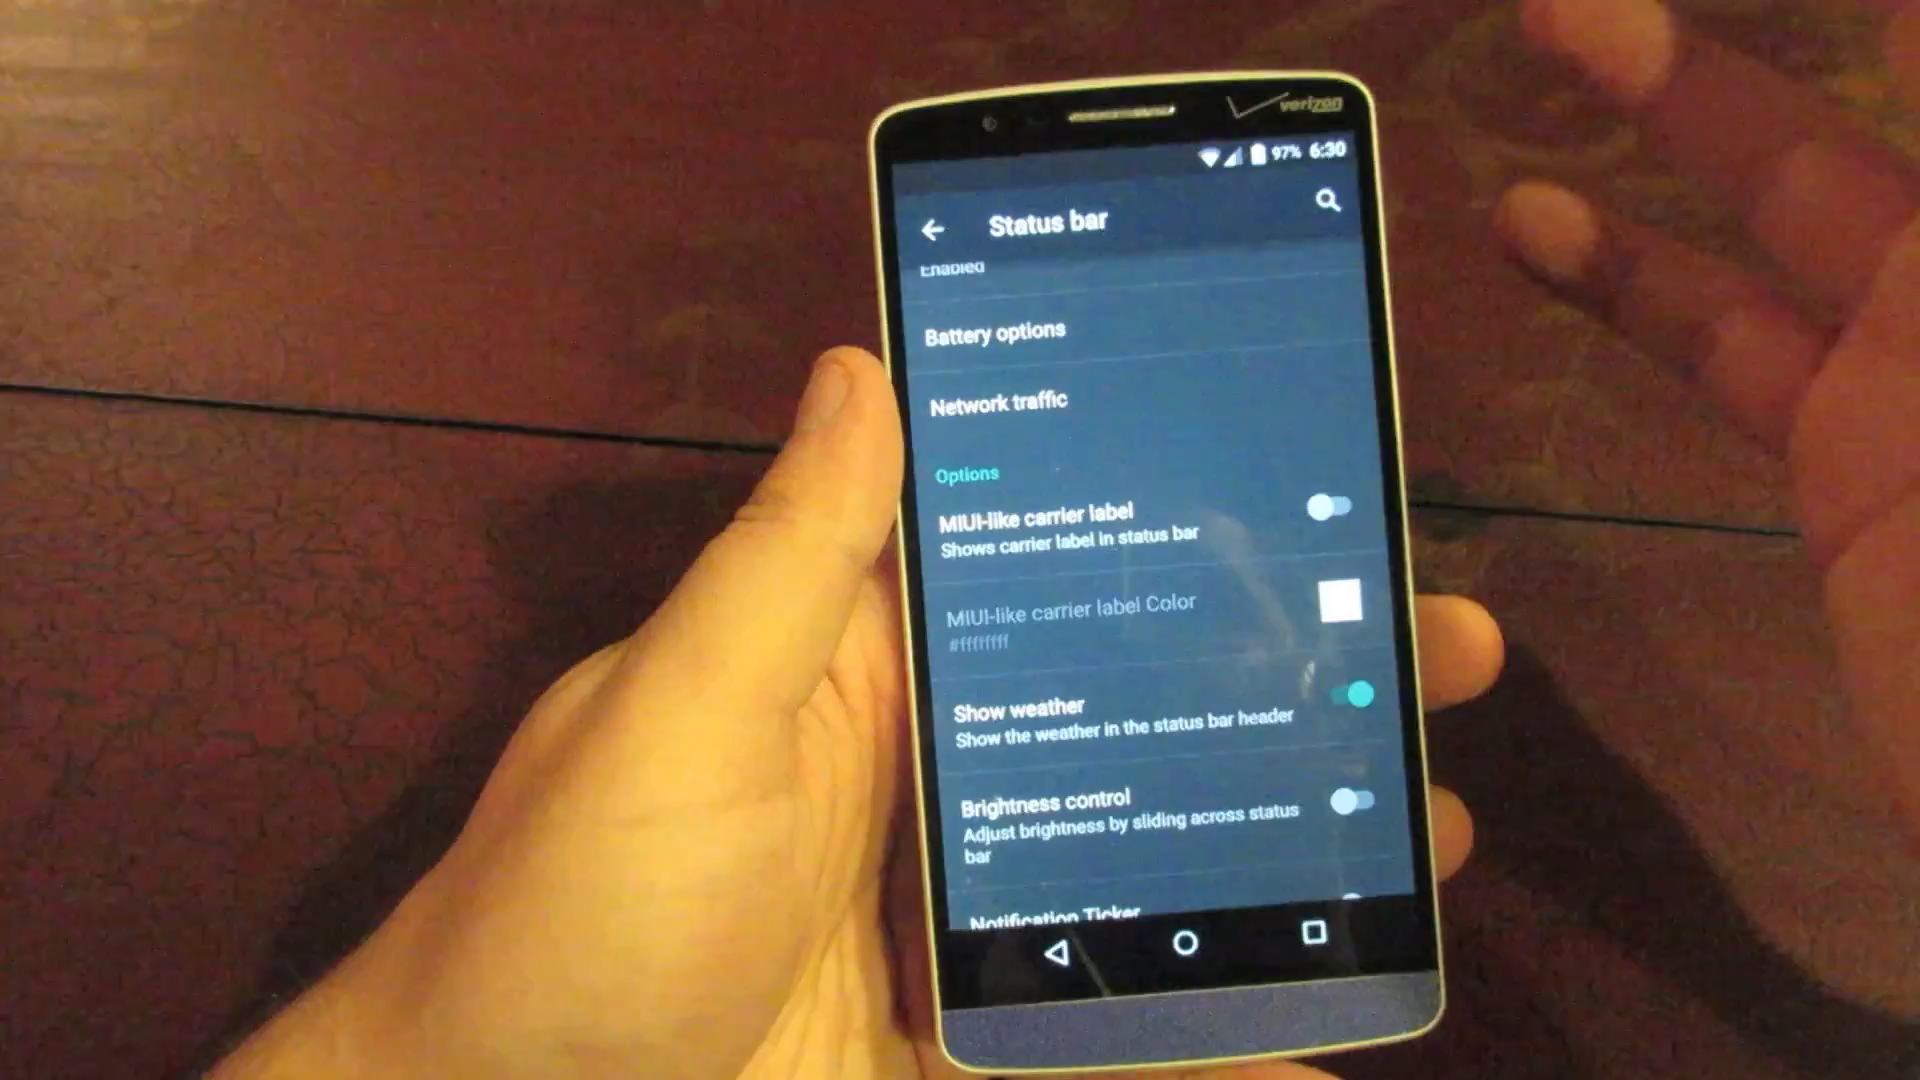 verizon
97% 6:30
Status bar
Enabled
Battery options
Network traffic
Options
MIUI-like carrier label
Shows carrier label in status bar
MIUI-like carrier label Color
#ffffffff
Show weather
Show the weather in the status bar header
Brightness control
Adjust brightness by sliding across status
bar
Notification Ticker